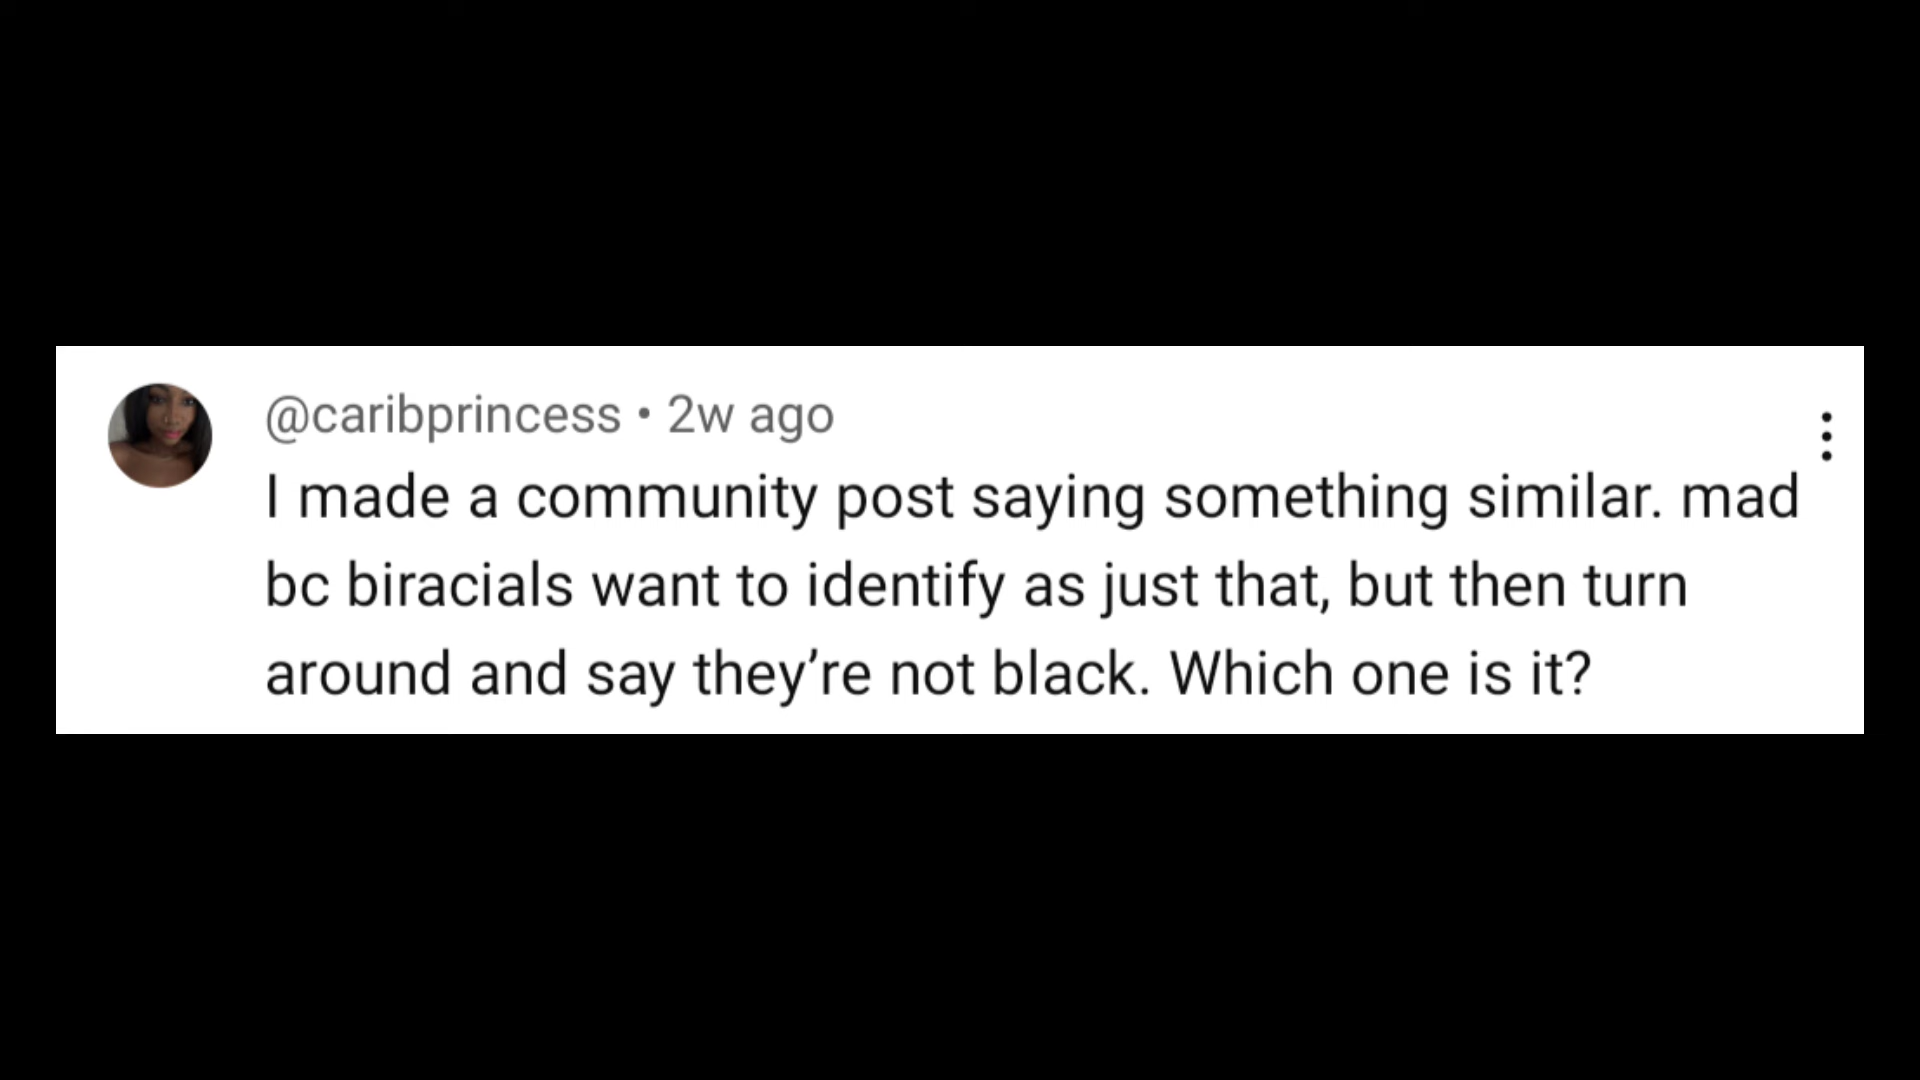 @caribprincess • 2w ago
I made a community post saying something similar. mad
bc biracials want to identify as just that, but then turn
around and say they’re not black. Which one is it?